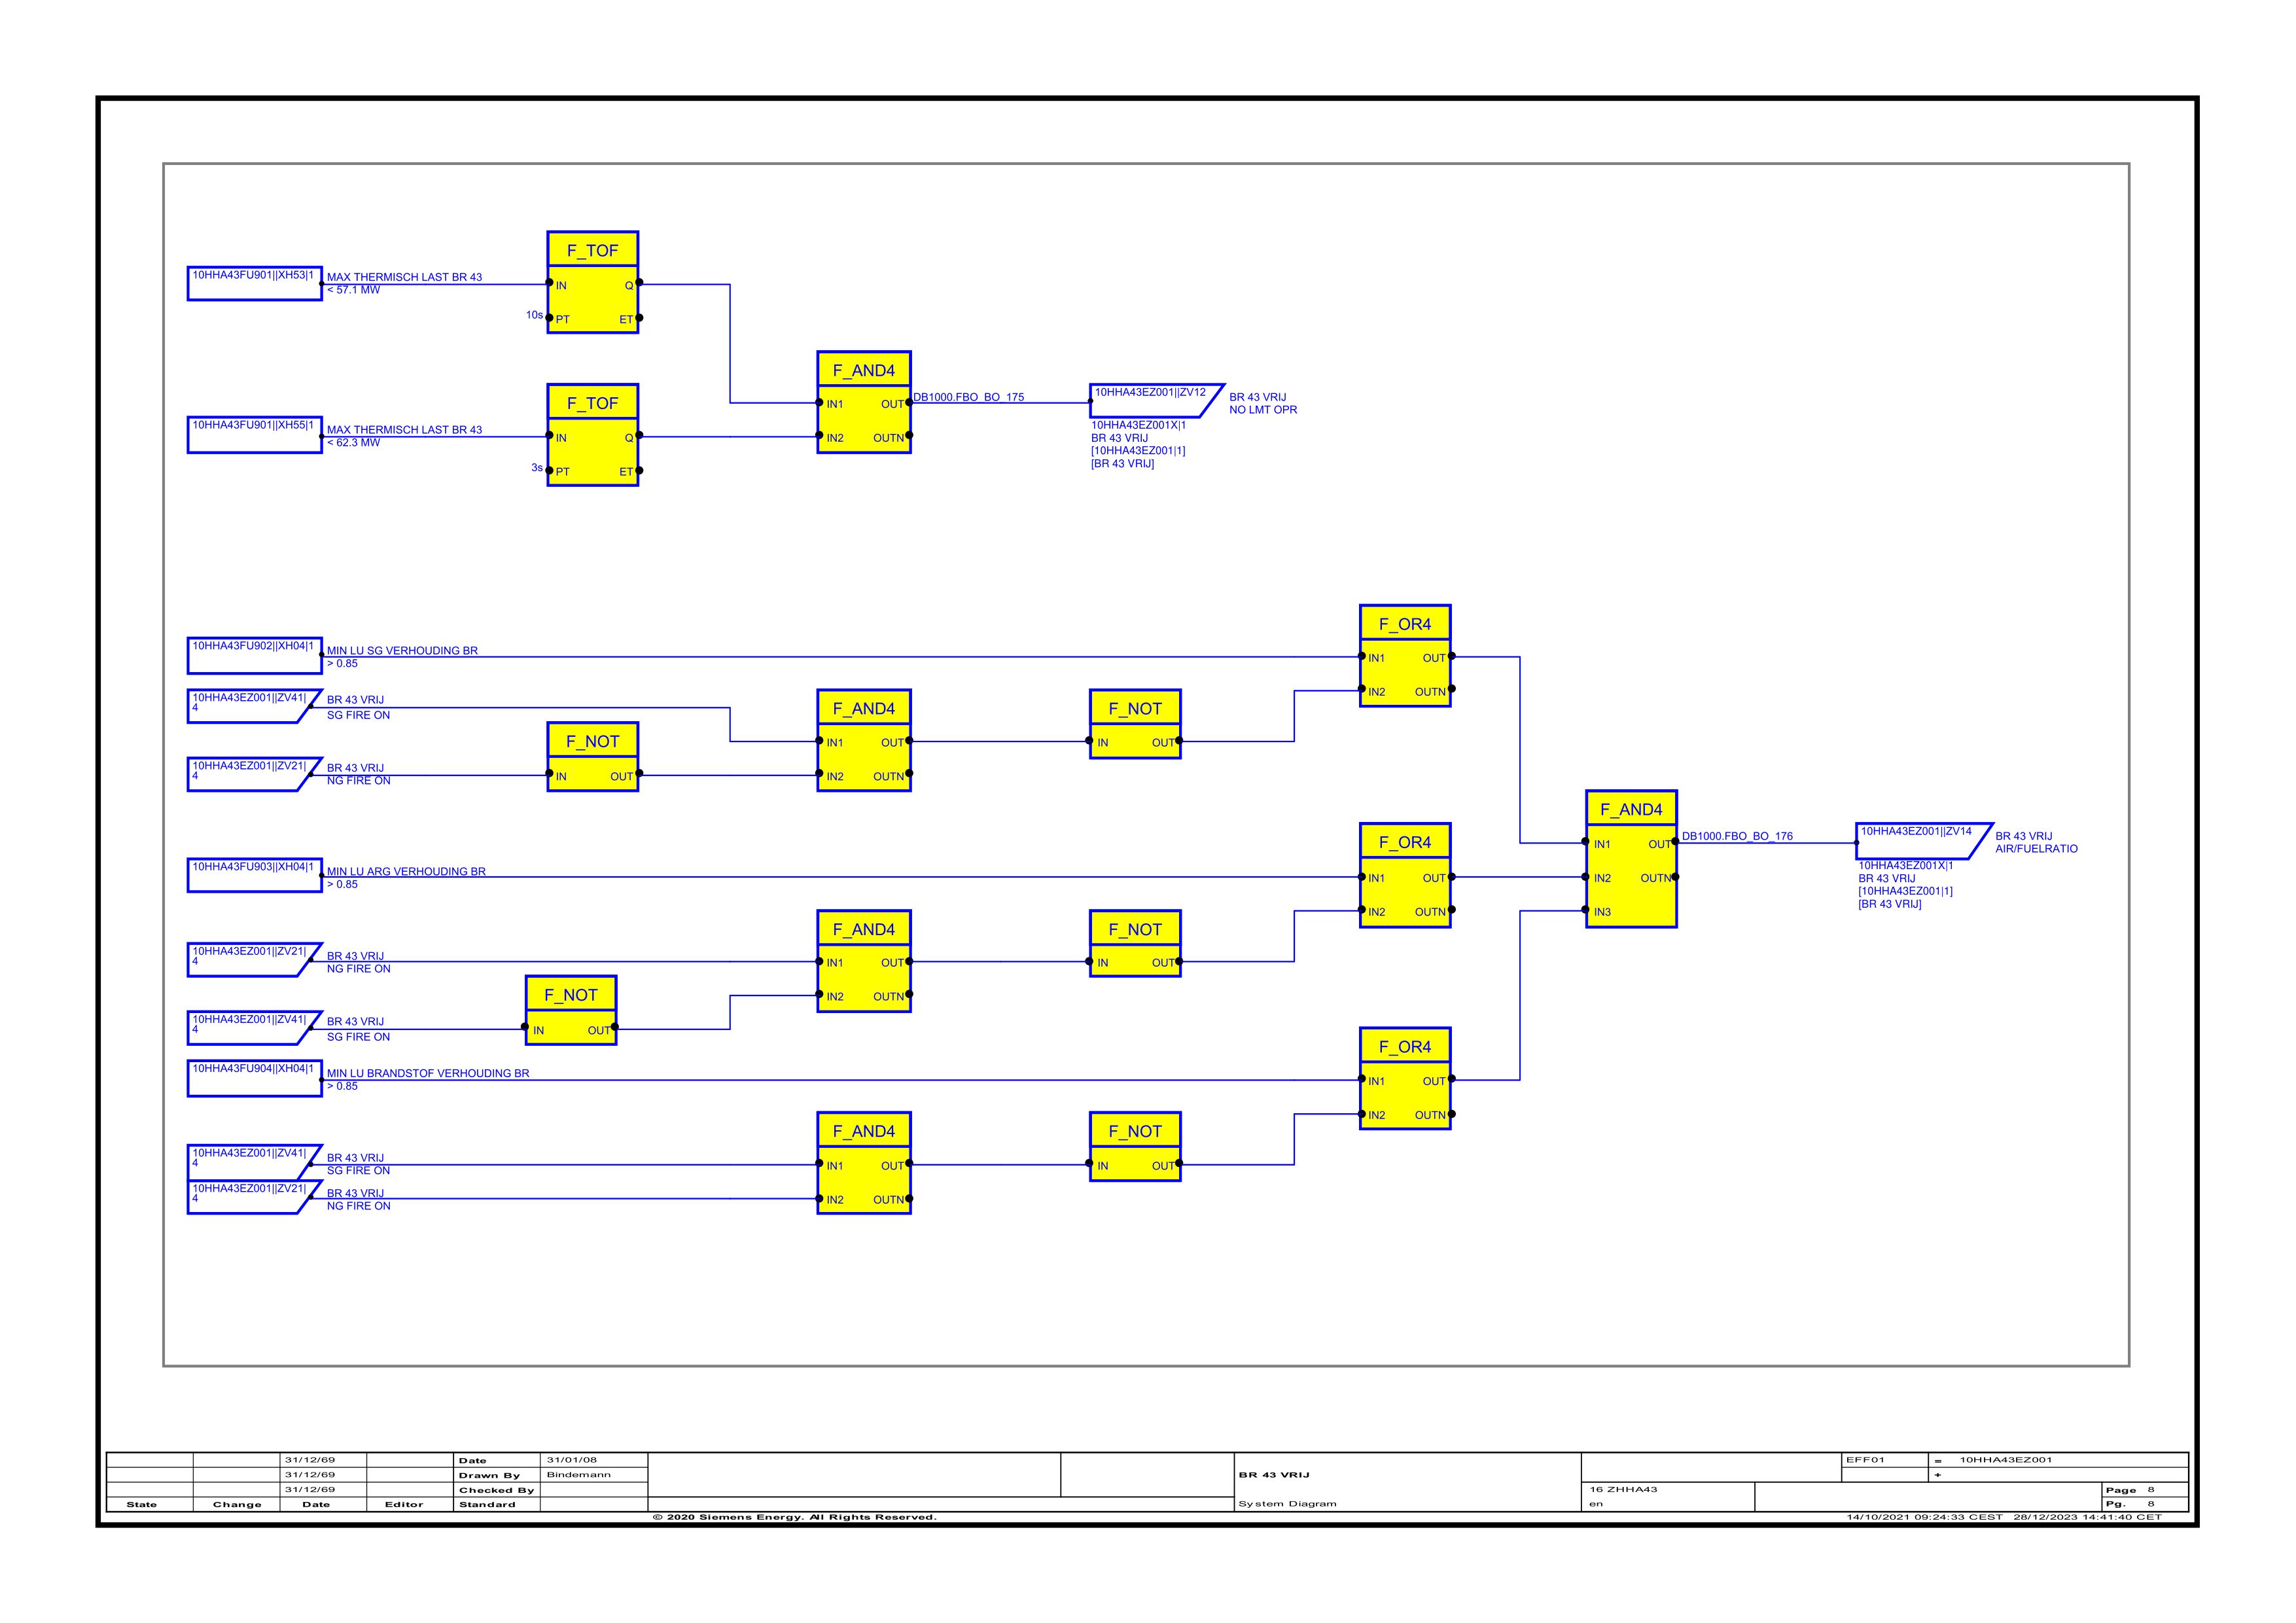 F_TOF
10HHA43FU901||XH53|1
MAX THERMISCH LAST BR 43
< 57.1 MW
IN Q
10s PT ET
F_TOF
10HHA43FU901||XH55|1
MAX THERMISCH LAST BR 43
< 62.3 MW
IN Q
3s PT ET
F_AND4
IN1 OUT
IN2 OUTN
DB1000.FBO_BO_175
10HHA43EZ001||ZV12
BR 43 VRIJ
NO LMT OPR
10HHA43EZ001X|1
BR 43 VRIJ
[10HHA43EZ001|1]
[BR 43 VRIJ]
10HHA43FU902||XH04|1
MIN LU SG VERHOUDING BR
> 0.85
F_OR4
IN1 OUT
IN2 OUTN
10HHA43EZ001||ZV41|
4
BR 43 VRIJ
SG FIRE ON
10HHA43EZ001||ZV21|
4
BR 43 VRIJ
NG FIRE ON
F_NOT
IN OUT
F_AND4
IN1 OUT
IN2 OUTN
F_NOT
IN OUT
10HHA43FU903||XH04|1
MIN LU ARG VERHOUDING BR
> 0.85
F_OR4
IN1 OUT
IN2 OUTN
F_AND4
IN1 OUT
IN2 OUTN
IN3
DB1000.FBO_BO_176
10HHA43EZ001||ZV14
BR 43 VRIJ
AIR/FUELRATIO
10HHA43EZ001X|1
BR 43 VRIJ
[10HHA43EZ001|1]
[BR 43 VRIJ]
10HHA43EZ001||ZV21|
4
BR 43 VRIJ
NG FIRE ON
F_AND4
IN1 OUT
IN2 OUTN
F_NOT
IN OUT
10HHA43EZ001||ZV41|
4
BR 43 VRIJ
SG FIRE ON
F_NOT
IN OUT
10HHA43FU904||XH04|1
MIN LU BRANDSTOF VERHOUDING BR
> 0.85
F_OR4
IN1 OUT
IN2 OUTN
10HHA43EZ001||ZV41|
4
BR 43 VRIJ
SG FIRE ON
10HHA43EZ001||ZV21|
4
BR 43 VRIJ
NG FIRE ON
F_AND4
IN1 OUT
IN2 OUTN
F_NOT
IN OUT
31/12/69 Date 31/01/08 EFF01 = 10HHA43EZ001
31/12/69 Drawn By Bindemann BR 43 VRIJ +
31/12/69 Checked By 16 ZHHA43 Page 8
State Change Date Editor Standard System Diagram en Pg. 8
© 2020 Siemens Energy. All Rights Reserved. 14/10/2021 09:24:33 CEST 28/12/2023 14:41:40 CET